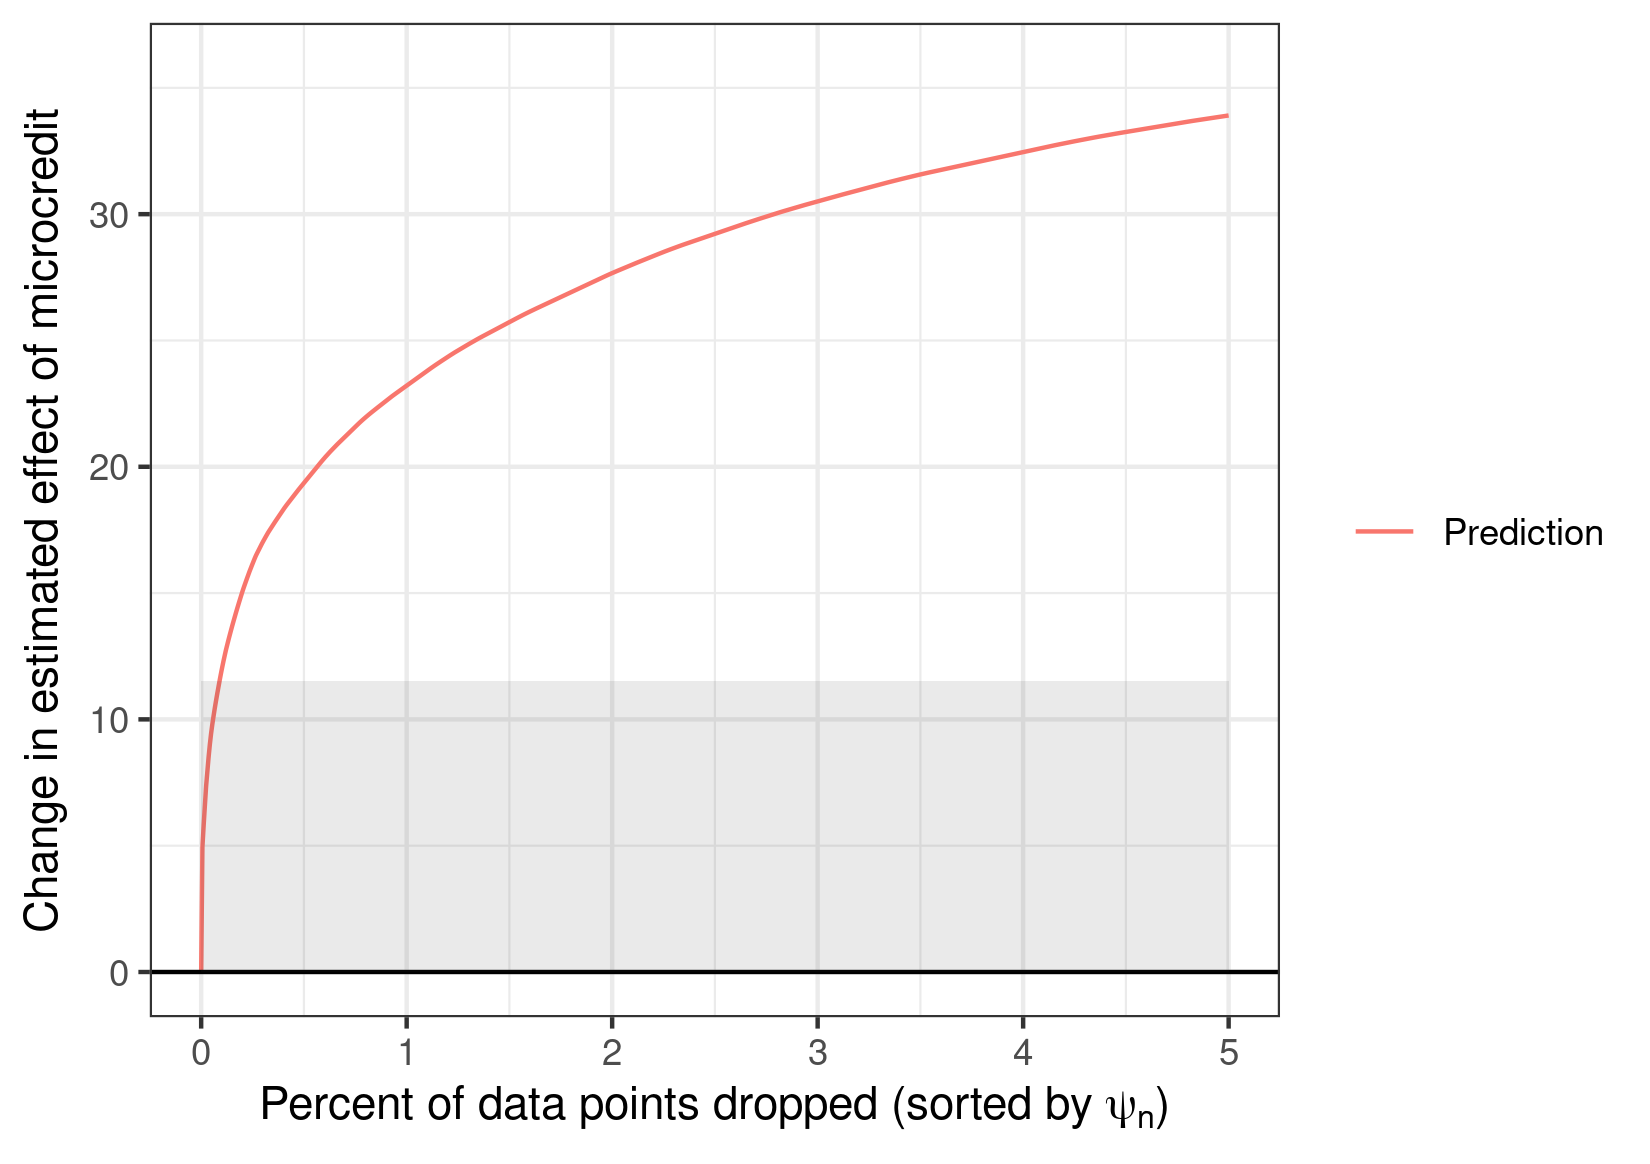 Change in estimated effect of microcredit
30
20
10
0
0 1 2 3 4 5
Percent of data points dropped (sorted by ψn)
Prediction